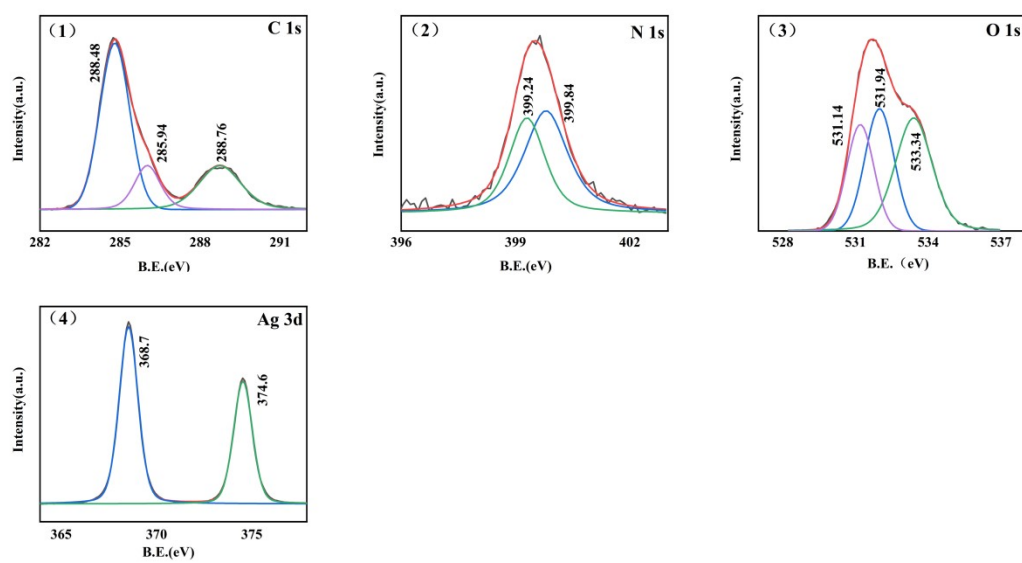 (1)
C 1s
Intensity(a.u.)
288.48
285.94
288.76
282 285 288 291
B.E.(eV)
(2)
N 1s
Intensity(a.u.)
399.24
399.84
396 399 402
B.E.(eV)
(3)
O 1s
Intensity(a.u.)
531.14
531.94
533.34
528 531 534 537
B.E.（eV)
(4)
Ag 3d
Intensity(a.u.)
368.7
374.6
365 370 375
B.E.(eV)